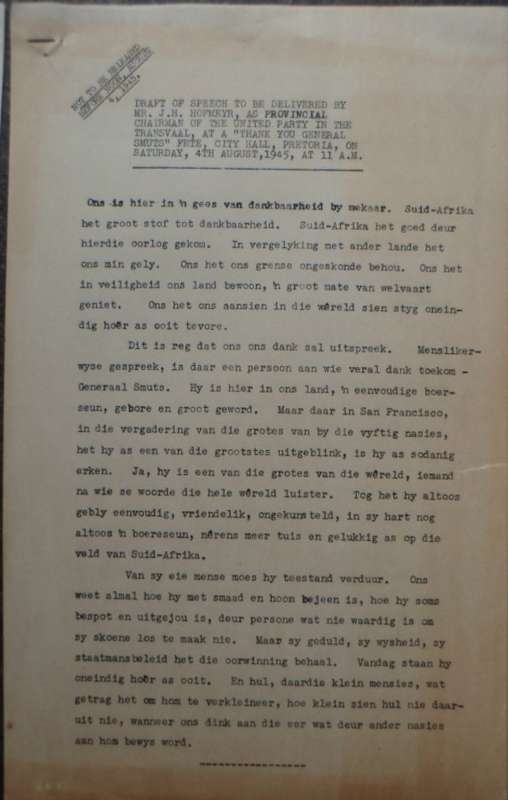 NOT TO BE RELEASED
BEFORE NOON, AUGUST
4, 1945.
DRAFT OF SPEECH TO BE DELIVERED BY
MR. J.H. HOFMEYR, AS PROVINCIAL
CHAIRMAN OF THE UNITED PARTY IN THE
TRANSVAAL, AT A "THANK YOU GENERAL
SMUTS" FETE, CITY HALL, PRETORIA, ON
SATURDAY, 4TH AUGUST,1945, AT 11 A.M.
Ons is hier in 'n gees van dankbaarheid by mekaar. Suid-Afrika
het groot stof tot dankbaarheid. Suid-Afrika het goed deur
hierdie oorlog gekom. In vergelyking met ander lande het
ons min gely. Ons het ons grense ongeskonde behou. Ons het
in veiligheid ons land bewoon, 'n groot mate van welvaart
geniet. Ons het ons aansien in die wêreld sien styg onein-
dig hoër as ooit tevore.
Dit is reg dat ons ons dank sal uitspreek. Mensliker-
wyse gespreek, is daar een persoon aan wie veral dank toekom -
Generaal Smuts. Hy is hier in ons land, 'n eenvoudige boer-
seun, gebore en groot geword. Maar daar in San Francisco,
in die vergadering van die grotes van by die vyftig nasies,
het hy as een van die grootstes uitgeblink, is hy as sodanig
erken. Ja, hy is een van die grotes van die wêreld, iemand
na wie se woorde die hele wêreld luister. Tog het hy altoos
gebly eenvoudig, vriendelik, ongekunsteld, in sy hart nog
altoos 'n boereseun, nêrens meer tuis en gelukkig as op die
veld van Suid-Afrika.
Van sy eie mense moes hy teestand verduur. Ons
weet almal hoe hy met smaad en hoon bejeen is, hoe hy soms
bespot en uitgejou is, deur persone wat nie waardig is om
sy skoene los te maak nie. Maar sy geduld, sy wysheid, sy
staatmansbeleid het die oorwinning behaal. Vandag staan hy
oneindig hoër as ooit. En hul, daardie klein mensies, wat
getrag het om hom te verkleineer, hoe klein sien hul nie daar-
uit nie, wanneer ons dink aan die eer wat deur ander nasies
aan hom bewys word.